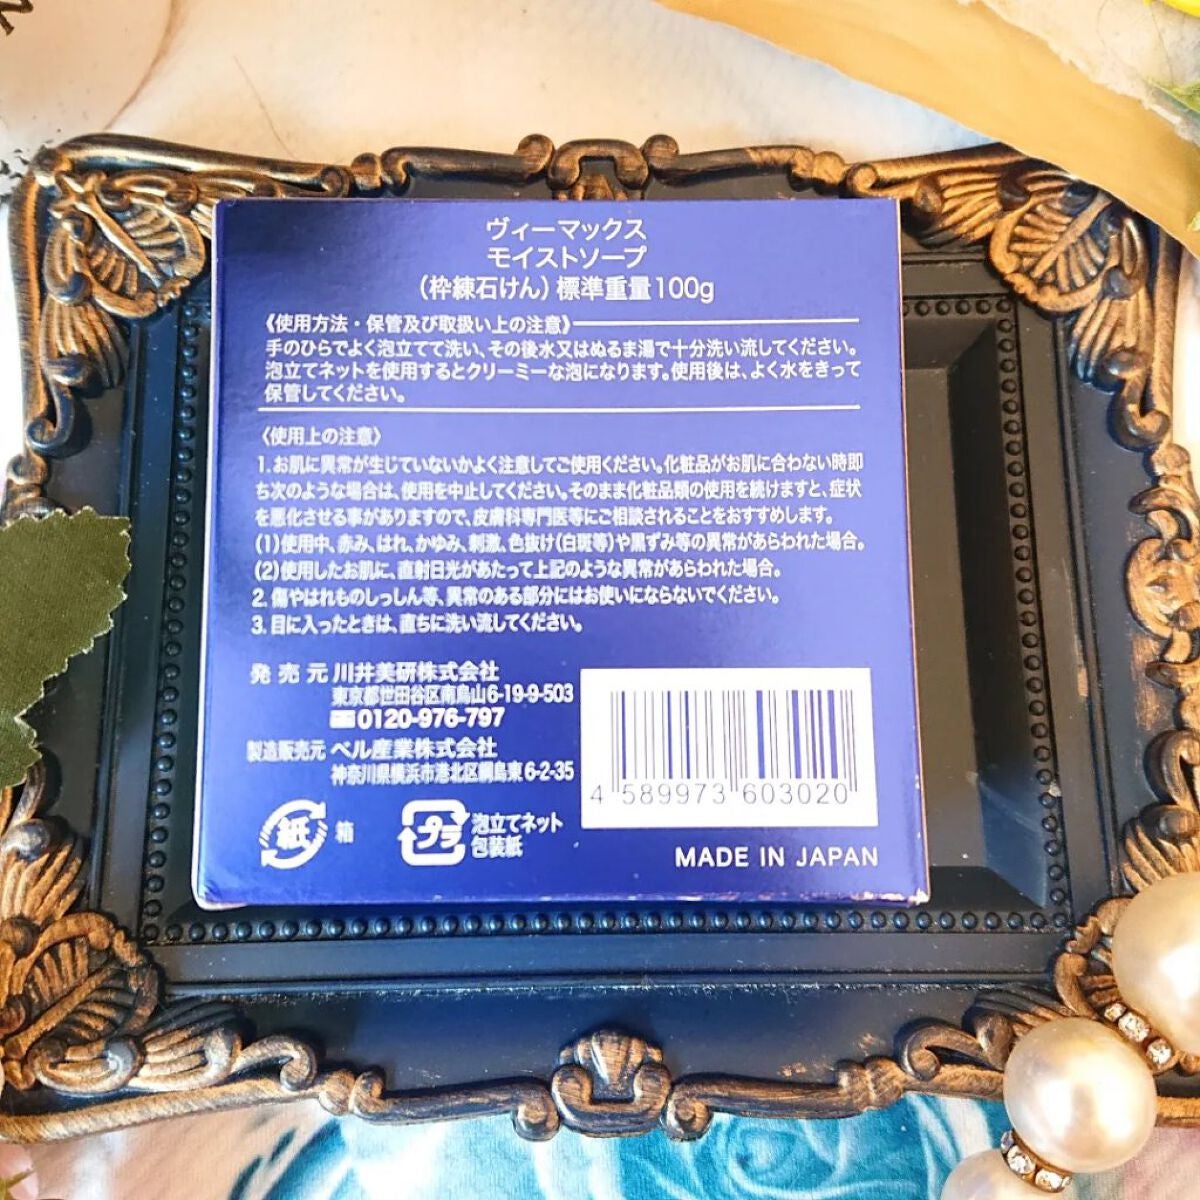 ヴィーマックス
モイストソープ
(枠練石けん)標準重量100g
《使用方法・保管及び取扱い上の注意》
手のひらでよく泡立てて洗い、その後水又はぬるま湯で十分洗い流してください。
泡立てネットを使用するとクリーミーな泡になります。使用後は、よく水をきって
保管してください。
〈使用上の注意〉
1. お肌に異常が生じていないかよく注意してご使用ください。化粧品がお肌に合わない時即
ち次のような場合は、使用を中止してください。そのまま化粧品類の使用を続けますと、症状
を悪化させる事がありますので、皮膚科専門医等にご相談されることをおすすめします。
(1)使用中、赤み、はれ、かゆみ、刺激、色抜け(白斑等)や黒ずみ等の異常があらわれた場合。
(2)使用したお肌に、直射日光があたって上記のような異常があらわれた場合。
2. 傷やはれものしっしん等、異常のある部分にはお使いにならないでください。
3. 目に入ったときは、直ちに洗い流してください。
発売元 川井美研株式会社
東京都世田谷区南烏山6-19-9-503
0120-976-797
製造販売元 ベル産業株式会社
神奈川県横浜市港北区綱島東6-2-35
4 589973 603020
紙 箱
プラ 泡立てネット
包装紙
MADE IN JAPAN